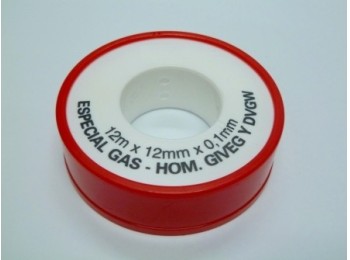 12m x 12mm x 0,1mm
ESPECIAL GAS - HOM. GIVEG Y DVGW